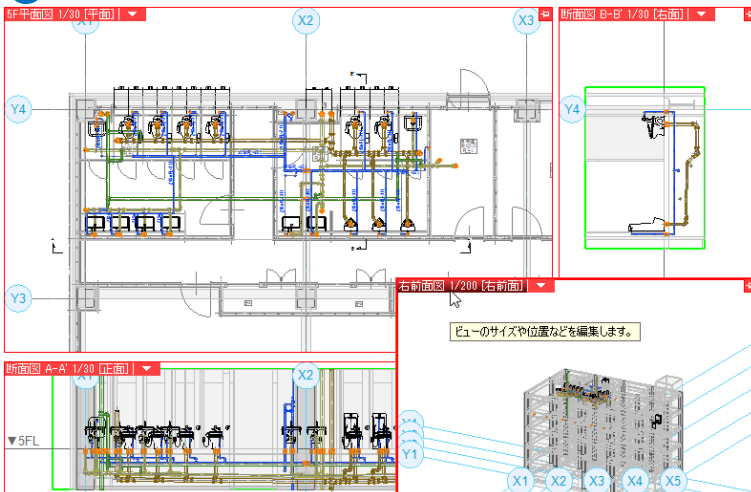 5F平面図 1/30 [平面]
X1
X2
X3
Y4
Y3
断面図 B-B' 1/30 [右面]
Y4
断面図 A-A' 1/30 [正面]
X1
X2
▼5FL
右前面図 1/200 [右前面]
ビューのサイズや位置などを編集します。
Y1
X1
X2
X3
X4
X5